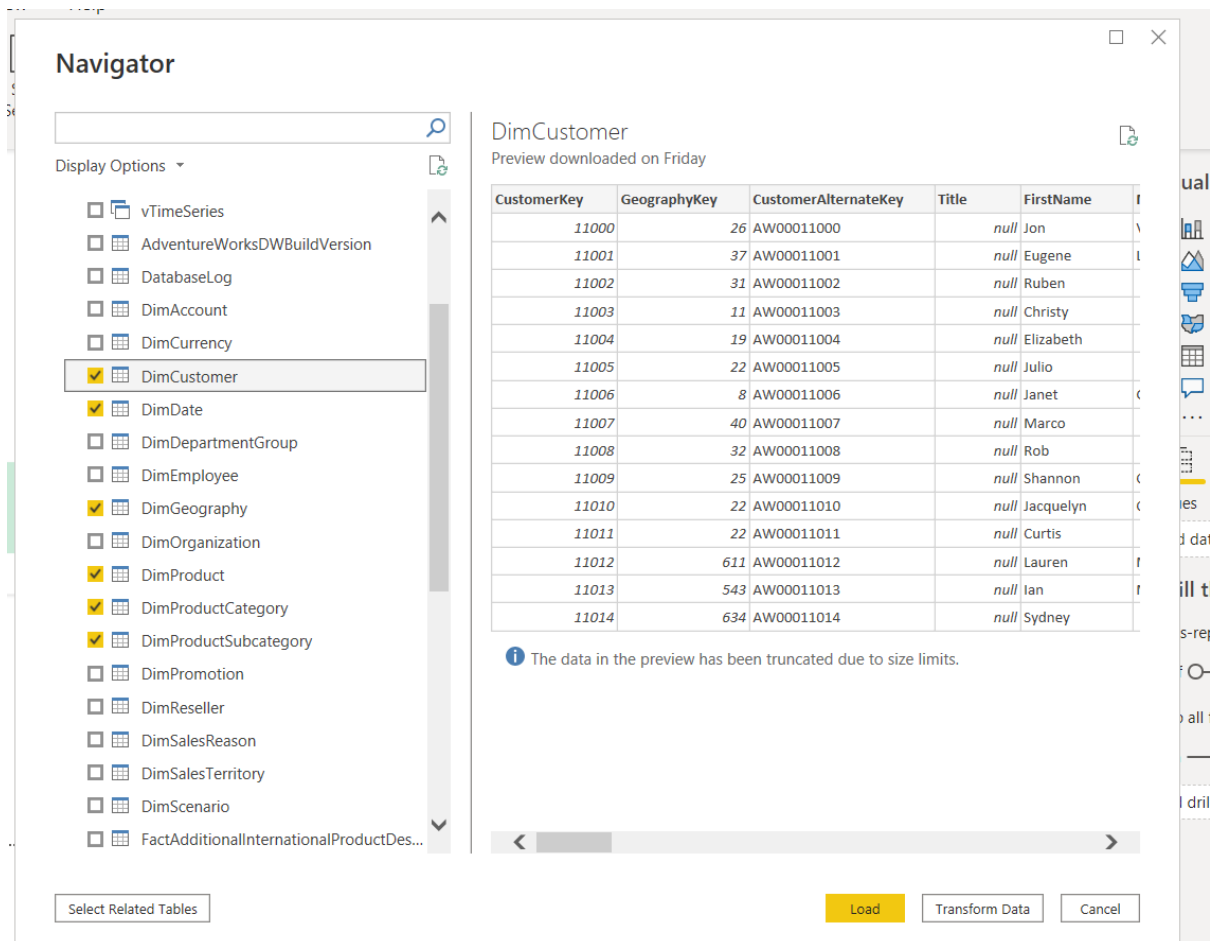 Navigator
Display Options
vTimeSeries
AdventureWorksDWBuildVersion
DatabaseLog
DimAccount
DimCurrency
DimCustomer
DimDate
DimDepartmentGroup
DimEmployee
DimGeography
DimOrganization
DimProduct
DimProductCategory
DimProductSubcategory
DimPromotion
DimReseller
DimSalesReason
DimSalesTerritory
DimScenario
FactAdditionalInternationalProductDes...
DimCustomer
Preview downloaded on Friday
CustomerKey GeographyKey CustomerAlternateKey Title FirstName
11000 26 AW00011000 null Jon
11001 37 AW00011001 null Eugene
11002 31 AW00011002 null Ruben
11003 11 AW00011003 null Christy
11004 19 AW00011004 null Elizabeth
11005 22 AW00011005 null Julio
11006 8 AW00011006 null Janet
11007 40 AW00011007 null Marco
11008 32 AW00011008 null Rob
11009 25 AW00011009 null Shannon
11010 22 AW00011010 null Jacquelyn
11011 22 AW00011011 null Curtis
11012 611 AW00011012 null Lauren
11013 543 AW00011013 null Ian
11014 634 AW00011014 null Sydney
The data in the preview has been truncated due to size limits.
Select Related Tables
Load
Transform Data
Cancel